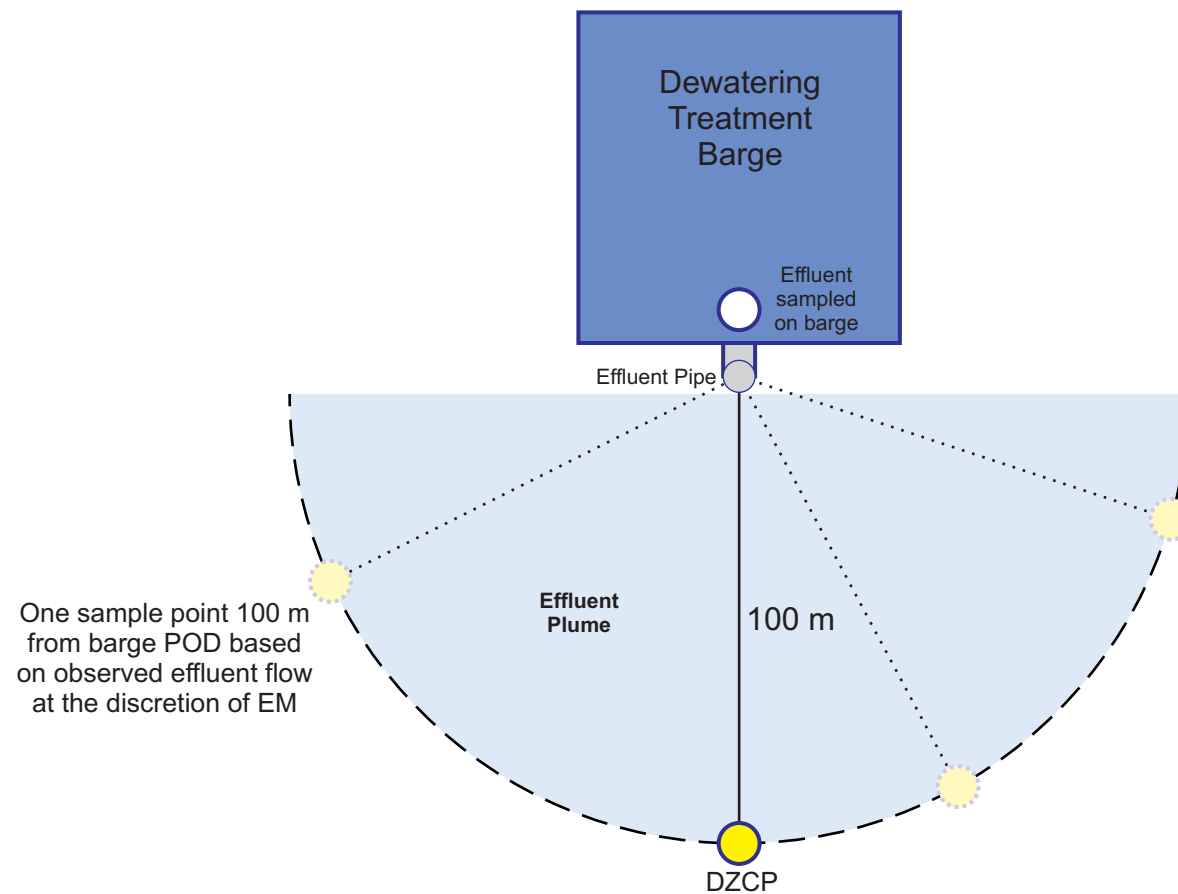 Dewatering
Treatment
Barge
Effluent
sampled
on barge
Effluent Pipe
One sample point 100 m
from barge POD based
on observed effluent flow
at the discretion of EM
Effluent
Plume
100 m
DZCP